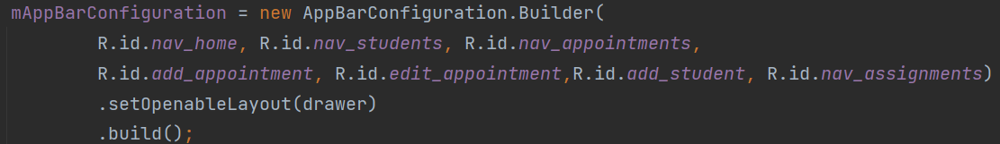 mAppBarConfiguration = new AppBarConfiguration.Builder(
R.id.nav_home, R.id.nav_students, R.id.nav_appointments,
R.id.add_appointment, R.id.edit_appointment,R.id.add_student, R.id.nav_assignments)
.setOpenableLayout(drawer)
.build();